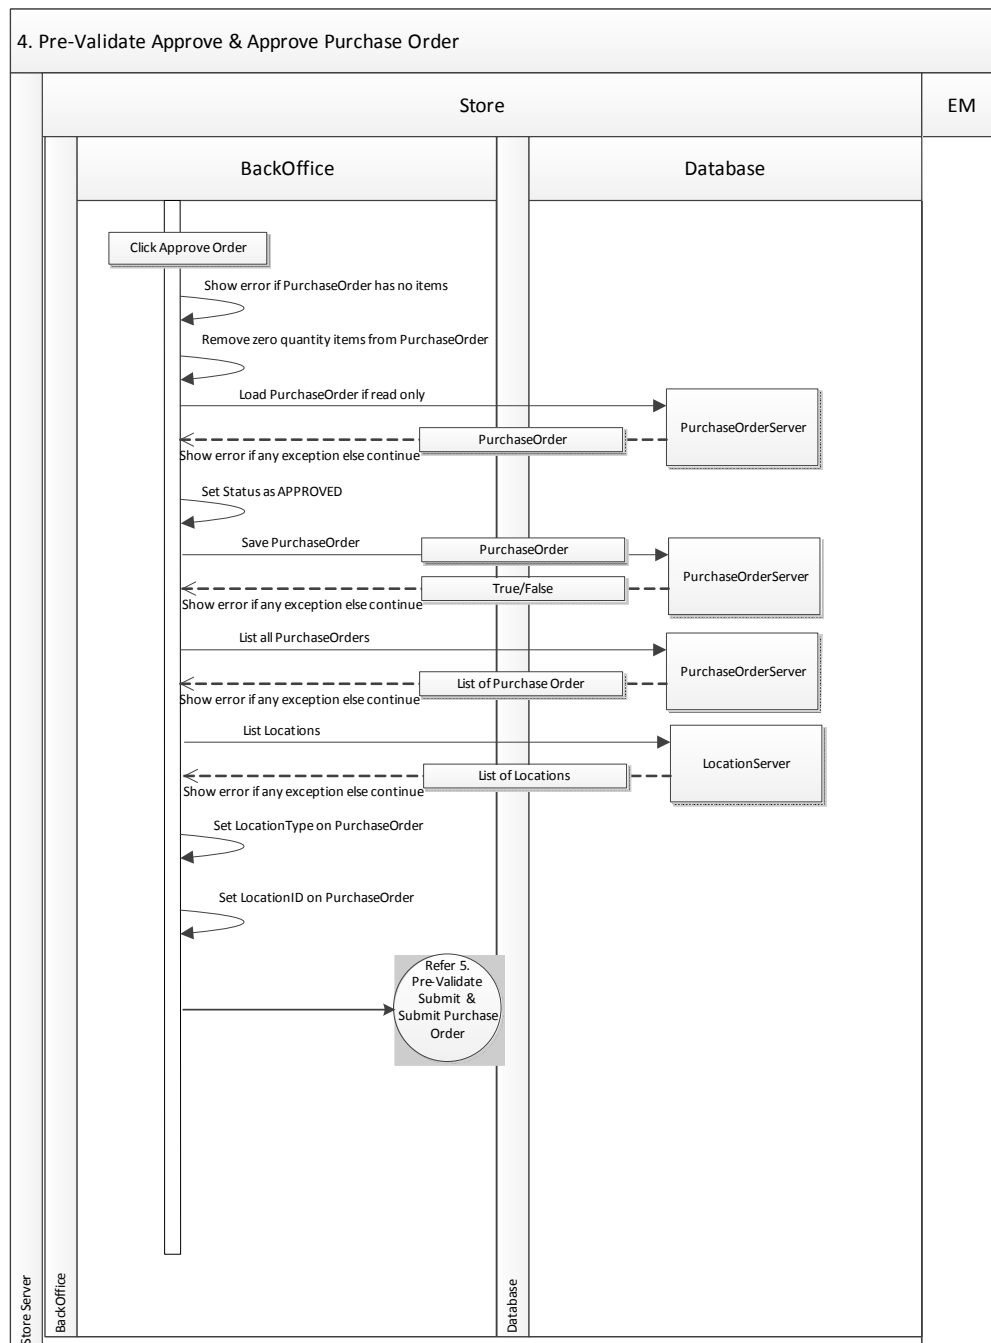 4. Pre-Validate Approve & Approve Purchase Order
Store
EM
BackOffice
Database
Click Approve Order
Show error if PurchaseOrder has no items
Remove zero quantity items from PurchaseOrder
Load PurchaseOrder if read only
PurchaseOrderServer
PurchaseOrder
Show error if any exception else continue
Set Status as APPROVED
Save PurchaseOrder
PurchaseOrder
PurchaseOrderServer
True/False
Show error if any exception else continue
List all PurchaseOrders
PurchaseOrderServer
List of Purchase Order
Show error if any exception else continue
List Locations
LocationServer
List of Locations
Show error if any exception else continue
Set LocationType on PurchaseOrder
Set LocationID on PurchaseOrder
Refer 5.
Pre-Validate
Submit &
Submit Purchase
Order
Store Server
BackOffice
Database